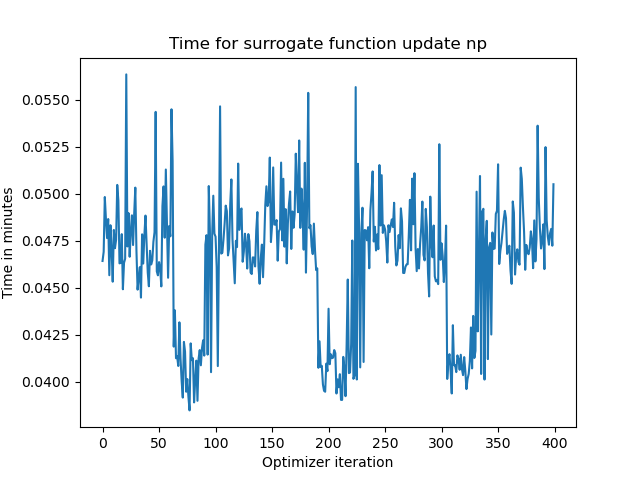 Time for surrogate function update np
0.0550
0.0525
0.0500
0.0475
0.0450
0.0425
0.0400
Time in minutes
0 50 100 150 200 250 300 350 400
Optimizer iteration